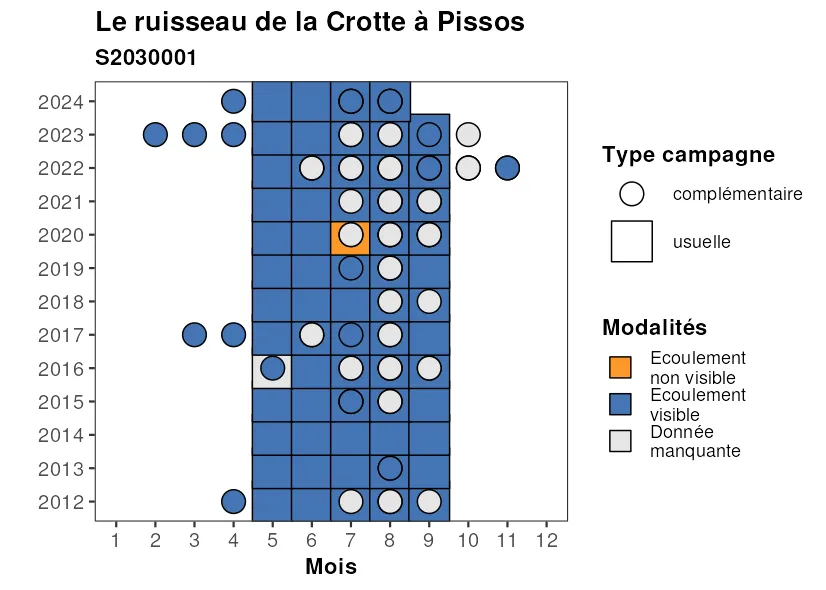 Le ruisseau de la Crotte à Pissos
S2030001
2024
2023
2022
2021
2020
2019
2018
2017
2016
2015
2014
2013
2012
1 2 3 4 5 6 7 8 9 10 11 12
Mois
Type campagne
complémentaire
usuelle
Modalités
Ecoulement
non visible
Ecoulement
visible
Donnée
manquante